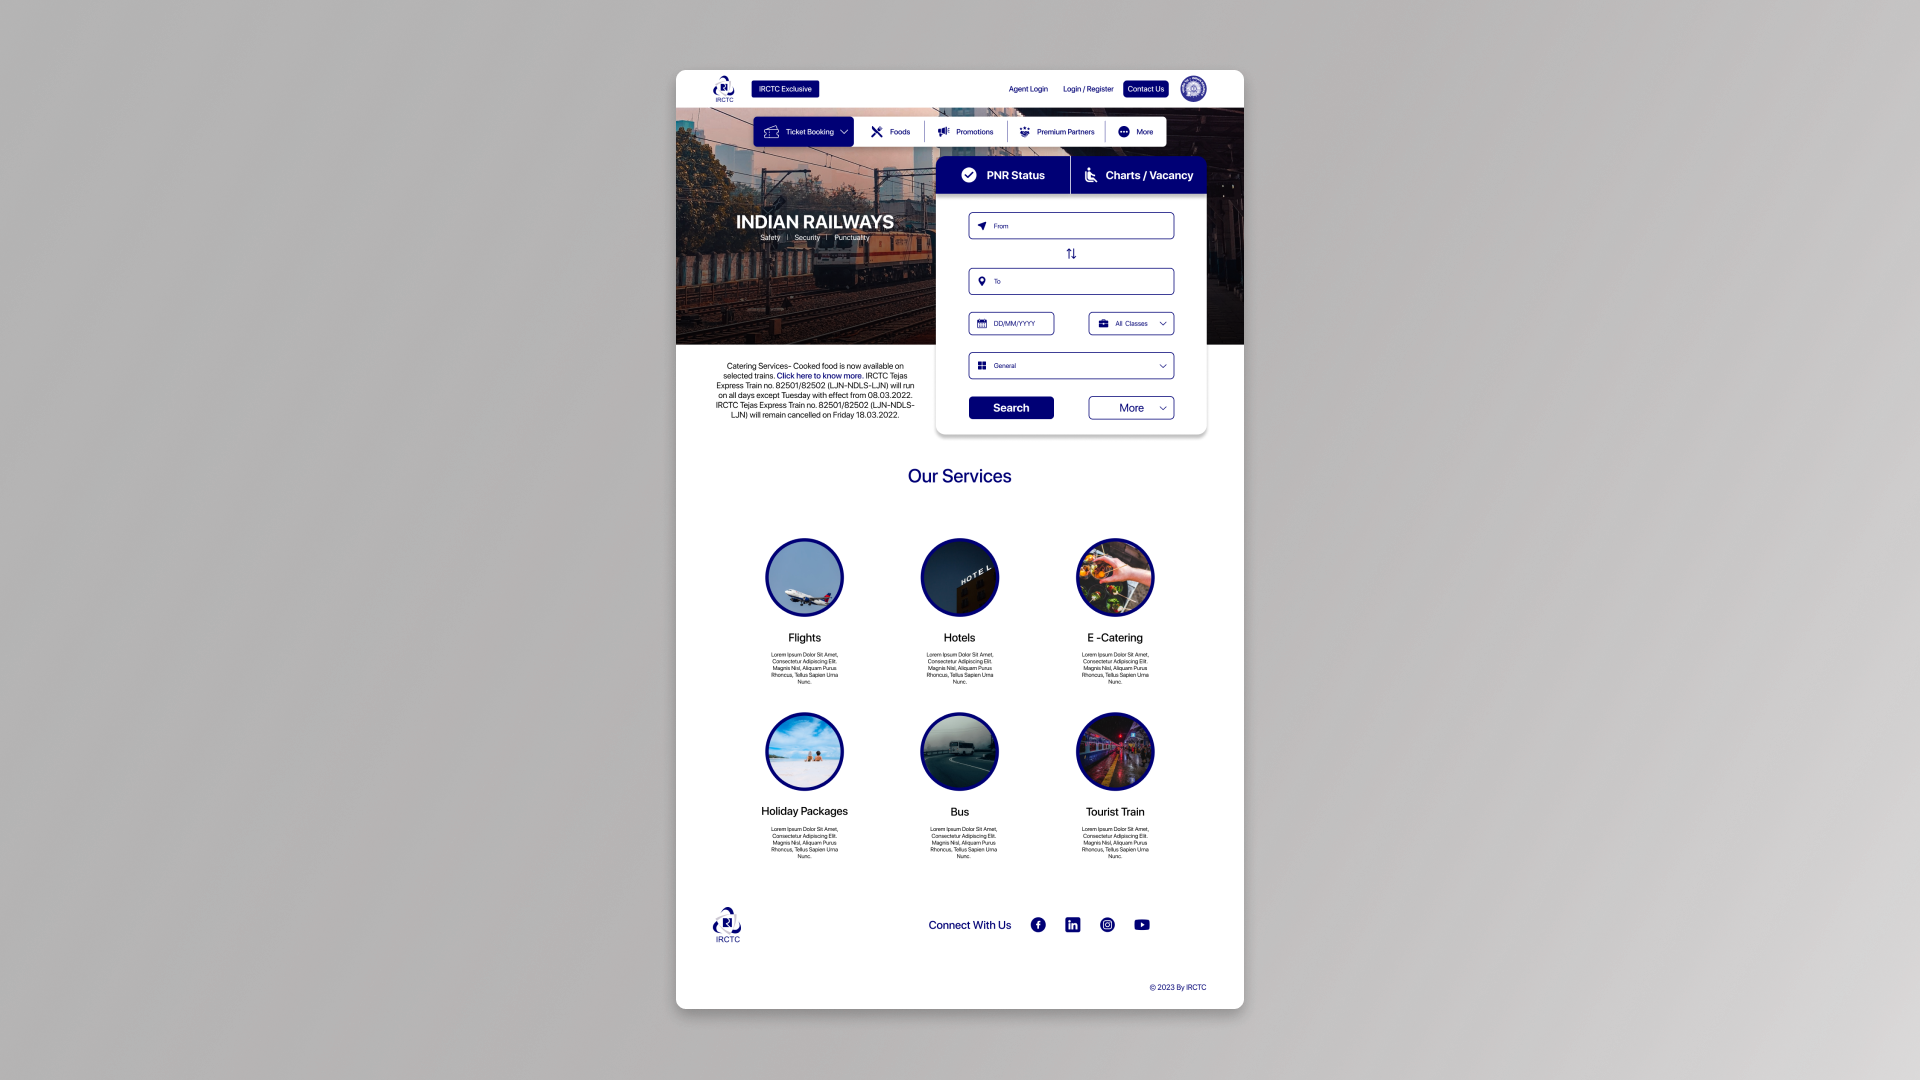 IRCTC
IRCTC Exclusive
Agent Login
Login / Register
Contact Us
Ticket Booking
Foods
Promotions
Premium Partners
More
PNR Status
Charts / Vacancy
INDIAN RAILWAYS
Safety | Security | Punctuality
From
To
DD/MM/YYYY
All Classes
General
Search
More
Catering Services- Cooked food is now available on
selected trains. Click here to know more. IRCTC Tejas
Express Train no. 82501/82502 (LJN-NDLS-LJN) will run
on all days except Tuesday with effect from 08.03.2022.
IRCTC Tejas Express Train no. 82501/82502 (LJN-NDLS-
LJN) will remain cancelled on Friday 18.03.2022.
Our Services
HOTEL
Flights
Lorem Ipsum Dolor Sit Amet,
Consectetur Adipiscing Elit.
Magnis Nisl, Aliquam Purus
Rhoncus, Tellus Sapien Urna
Nunc.
Hotels
Lorem Ipsum Dolor Sit Amet,
Consectetur Adipiscing Elit.
Magnis Nisl, Aliquam Purus
Rhoncus, Tellus Sapien Urna
Nunc.
E -Catering
Lorem Ipsum Dolor Sit Amet,
Consectetur Adipiscing Elit.
Magnis Nisl, Aliquam Purus
Rhoncus, Tellus Sapien Urna
Nunc.
Holiday Packages
Lorem Ipsum Dolor Sit Amet,
Consectetur Adipiscing Elit.
Magnis Nisl, Aliquam Purus
Rhoncus, Tellus Sapien Urna
Nunc.
Bus
Lorem Ipsum Dolor Sit Amet,
Consectetur Adipiscing Elit.
Magnis Nisl, Aliquam Purus
Rhoncus, Tellus Sapien Urna
Nunc.
Tourist Train
Lorem Ipsum Dolor Sit Amet,
Consectetur Adipiscing Elit.
Magnis Nisl, Aliquam Purus
Rhoncus, Tellus Sapien Urna
Nunc.
IRCTC
Connect With Us
© 2023 By IRCTC